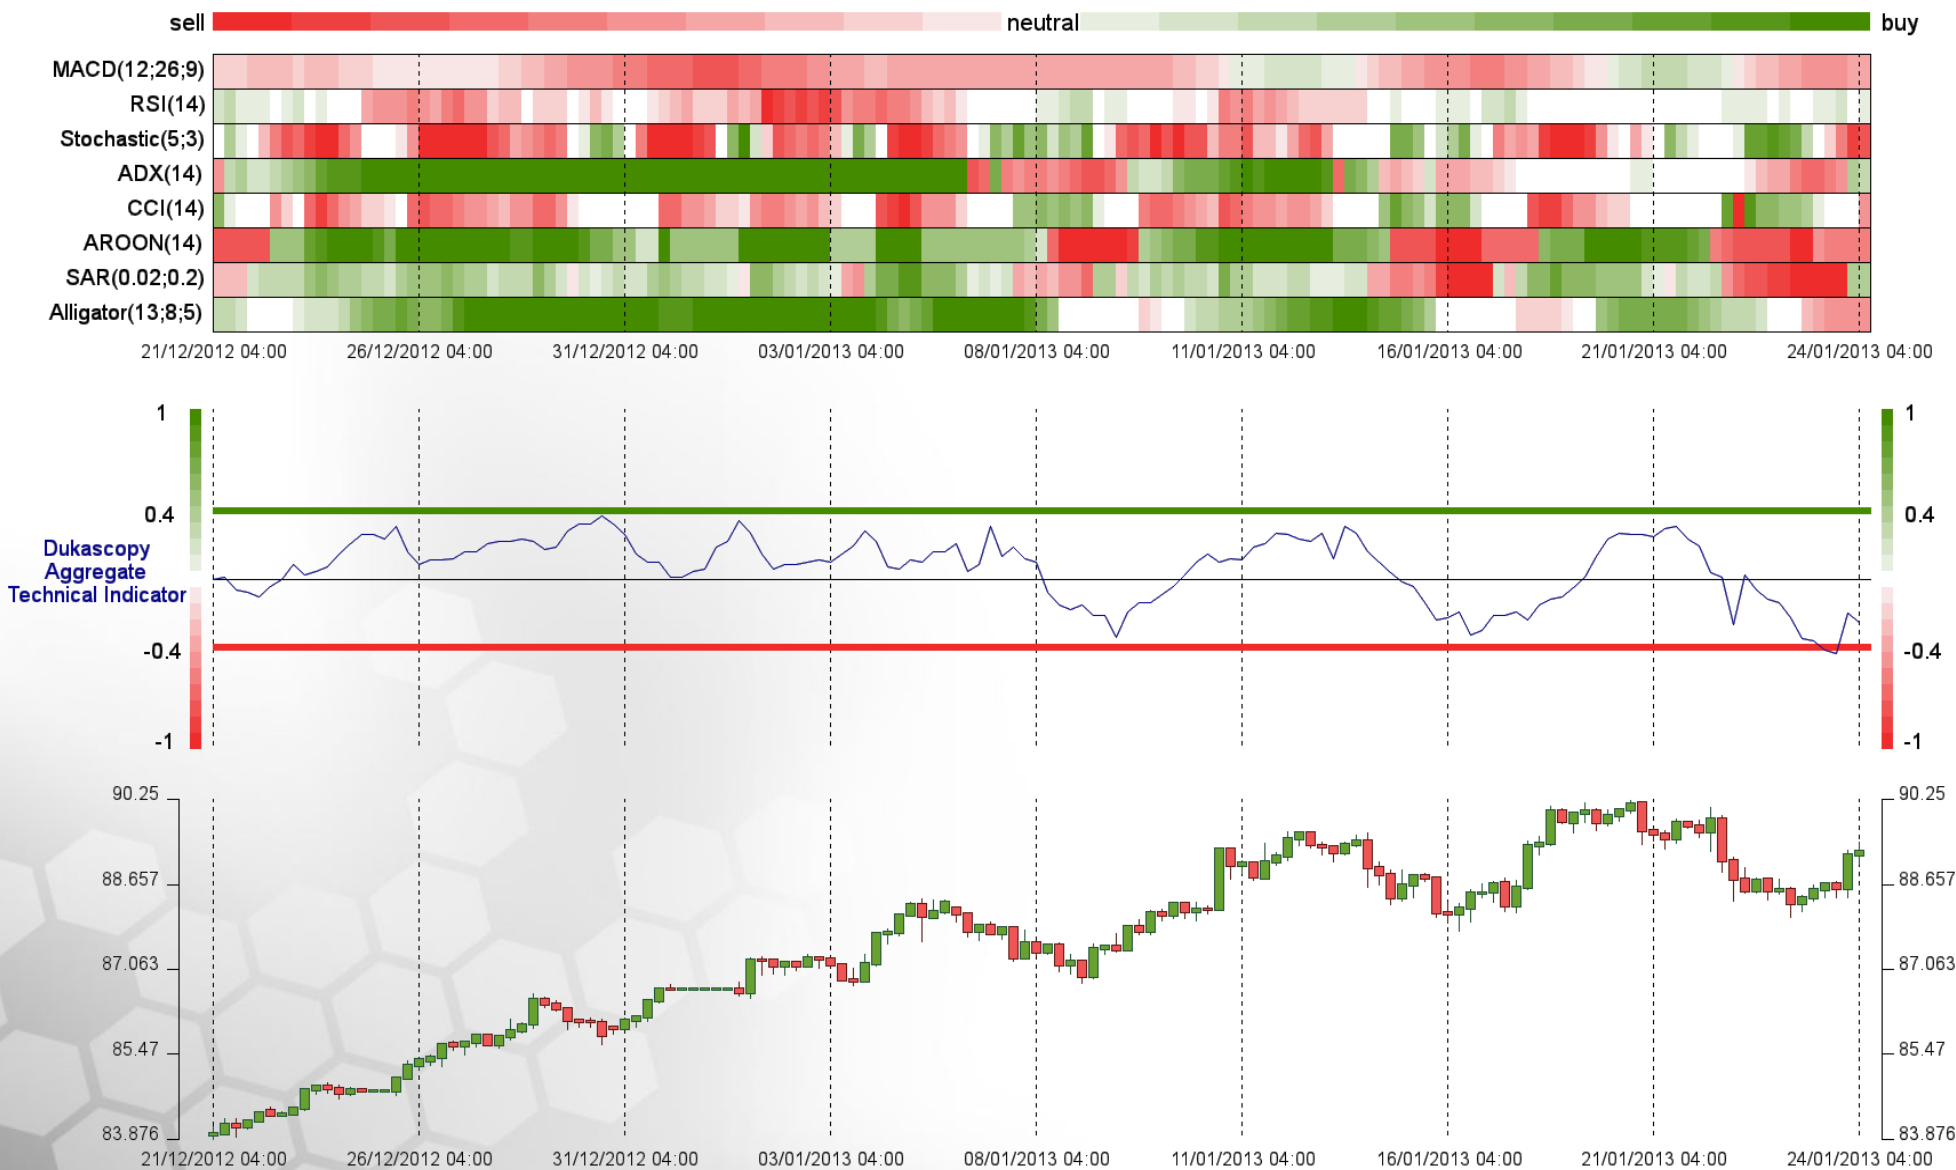 sell neutral buy
MACD(12;26;9)
RSI(14)
Stochastic(5;3)
ADX(14)
CCI(14)
AROON(14)
SAR(0.02;0.2)
Alligator(13;8;5)
21/12/2012 04:00 26/12/2012 04:00 31/12/2012 04:00 03/01/2013 04:00 08/01/2013 04:00 11/01/2013 04:00 16/01/2013 04:00 21/01/2013 04:00 24/01/2013 04:00
1 1
0.4 0.4
Dukascopy
Aggregate
Technical Indicator
-0.4 -0.4
-1 -1
90.25 90.25
88.657 88.657
87.063 87.063
85.47 85.47
83.876 83.876
21/12/2012 04:00 26/12/2012 04:00 31/12/2012 04:00 03/01/2013 04:00 08/01/2013 04:00 11/01/2013 04:00 16/01/2013 04:00 21/01/2013 04:00 24/01/2013 04:00